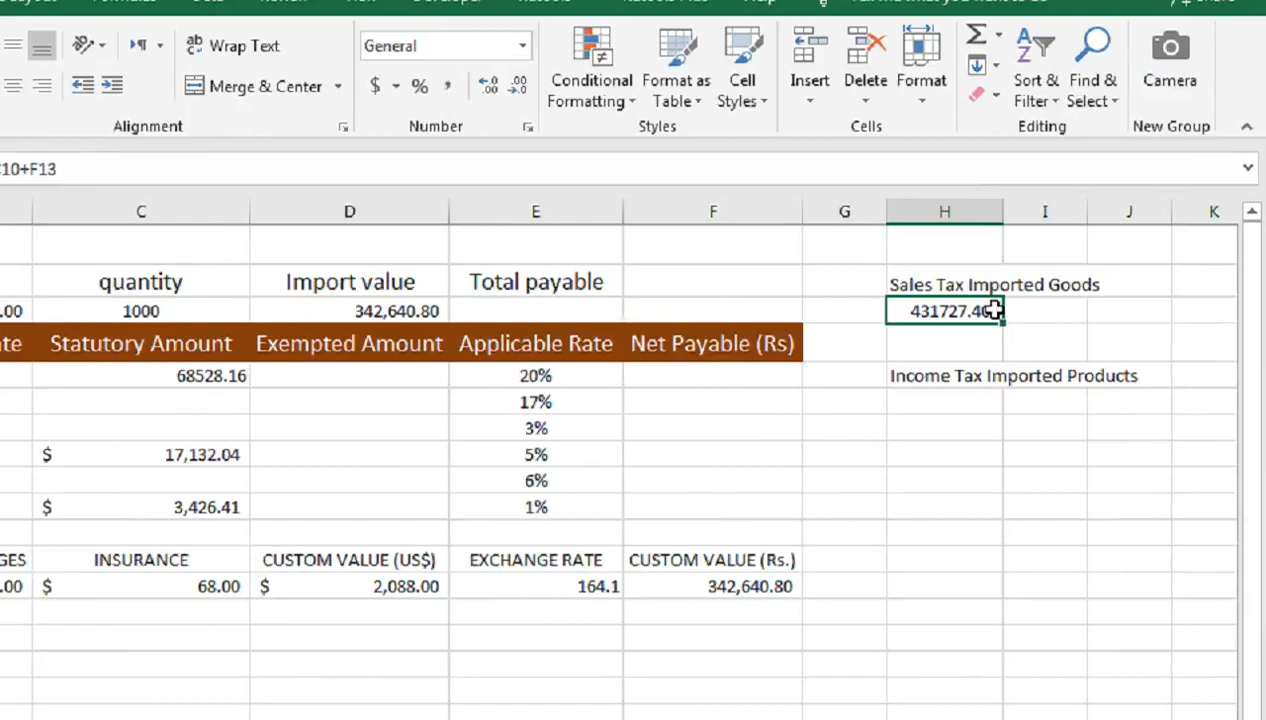 Wrap Text
General
Merge & Center
$ % ,
Conditional Formatting
Format as Table
Cell Styles
Insert
Delete
Format
Sort & Filter
Find & Select
Camera
Alignment
Number
Styles
Cells
Editing
New Group
10+F13
C D E F G H I J K
quantity Import value Total payable Sales Tax Imported Goods
.00 1000 342,640.80
Statutory Amount Exempted Amount Applicable Rate Net Payable (Rs)
68528.16 20% Income Tax Imported Products
17%
3%
$ 17,132.04 5%
6%
$ 3,426.41 1%
INSURANCE CUSTOM VALUE (US$) EXCHANGE RATE CUSTOM VALUE (Rs.)
.00 $ 68.00 $ 2,088.00 164.1 342,640.80